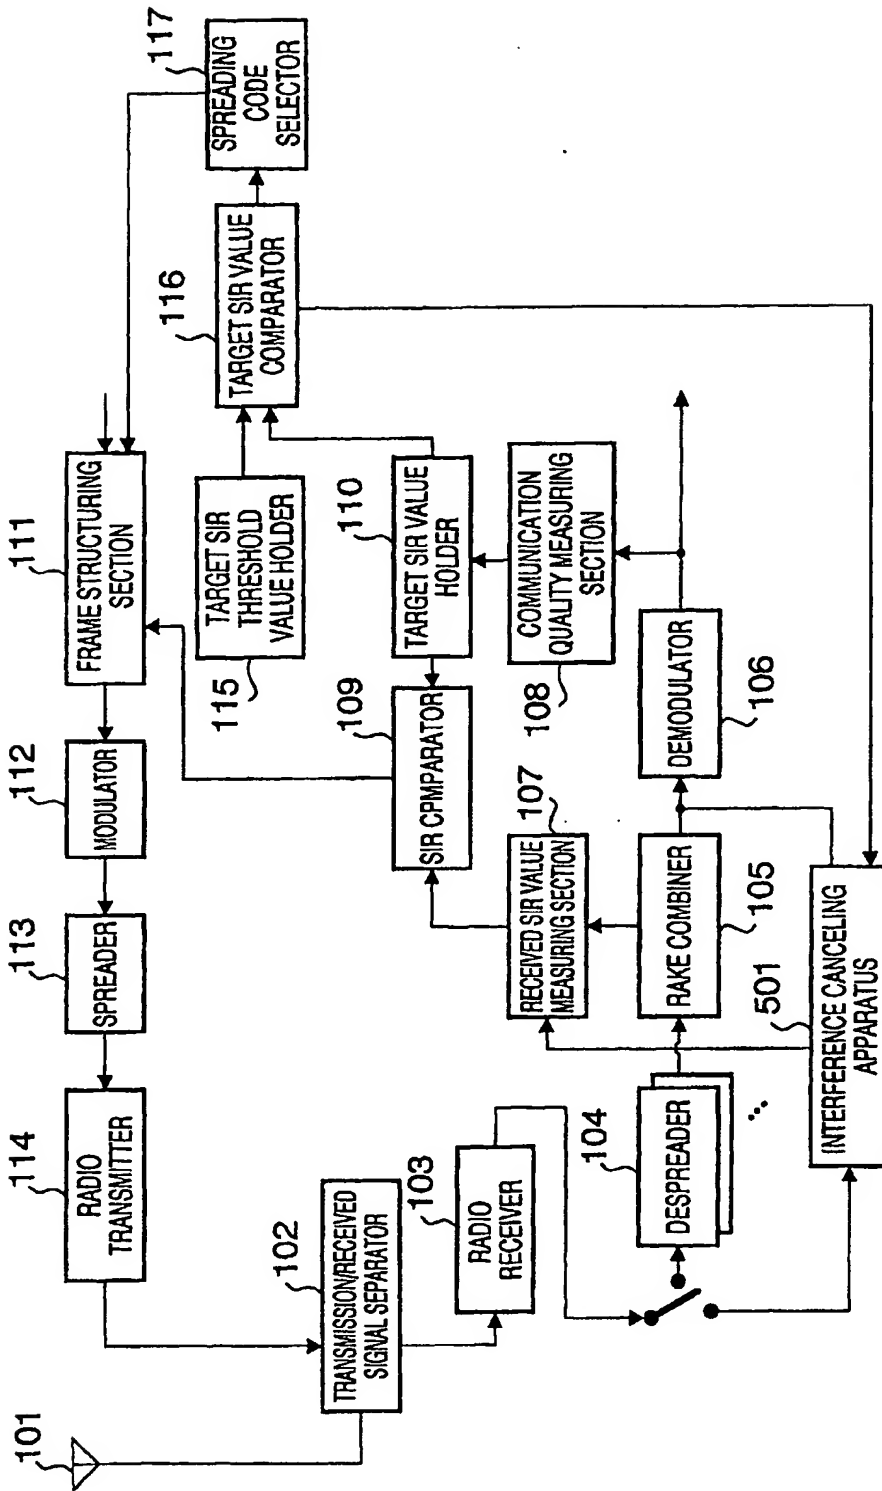 101
102
TRANSMISSION/RECEIVED
SIGNAL SEPARATOR
114
RADIO
TRANSMITTER
113
SPREADER
112
MODULATOR
111
FRAME STRUCTURING
SECTION
117
SPREADING
CODE
SELECTOR
116
TARGET SIR VALUE
COMPARATOR
TARGET SIR
THRESHOLD
VALUE HOLDER
115
110
TARGET SIR VALUE
HOLDER
109
SIR CPMPARATOR
COMMUNICATION
QUALITY MEASURING
SECTION
108
107
RECEIVED SIR VALUE
MEASURING SECTION
103
RADIO
RECEIVER
104
DESPREADER
...
RAKE COMBINER
105
DEMODULATOR
106
501
INTERFERENCE CANCELING
APPARATUS